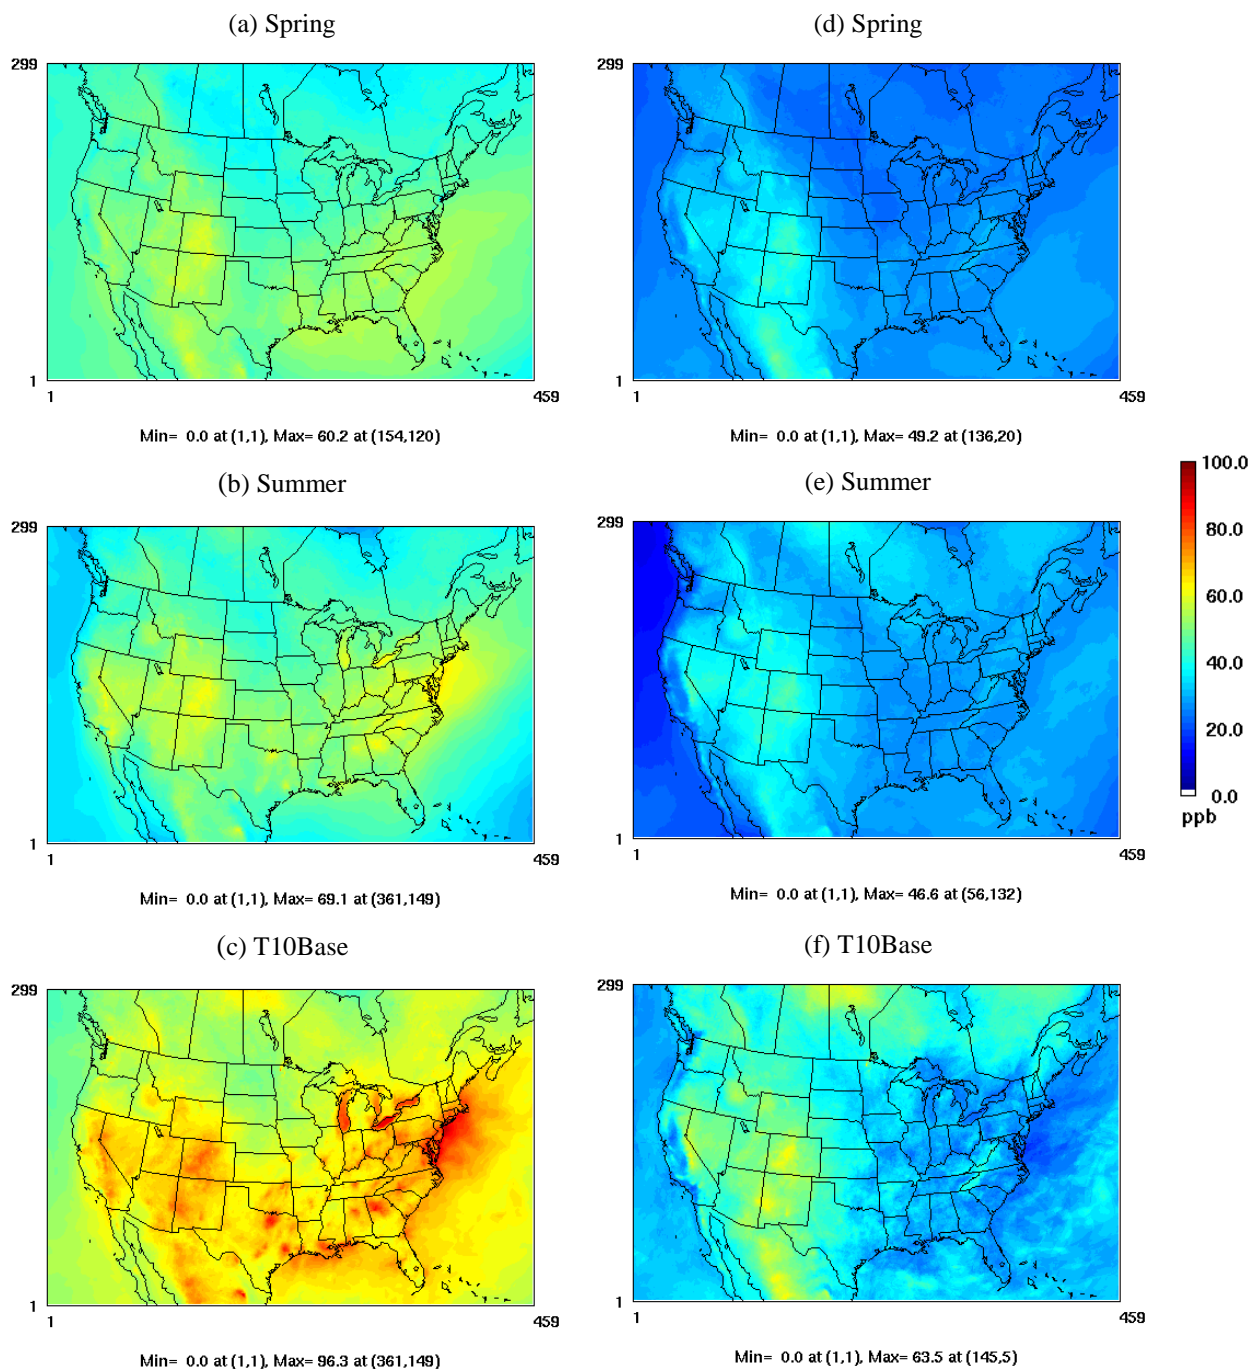 (a) Spring
299
1
1
459
Min= 0.0 at (1,1), Max= 60.2 at (154,120)
(d) Spring
299
1
1
459
Min= 0.0 at (1,1), Max= 49.2 at (136,20)
(b) Summer
299
1
1
459
Min= 0.0 at (1,1), Max= 69.1 at (361,149)
(e) Summer
299
1
1
459
Min= 0.0 at (1,1), Max= 46.6 at (56,132)
100.0
80.0
60.0
40.0
20.0
0.0
ppb
(c) T10Base
299
1
1
459
Min= 0.0 at (1,1), Max= 96.3 at (361,149)
(f) T10Base
299
1
1
459
Min= 0.0 at (1,1), Max= 63.5 at (145,5)